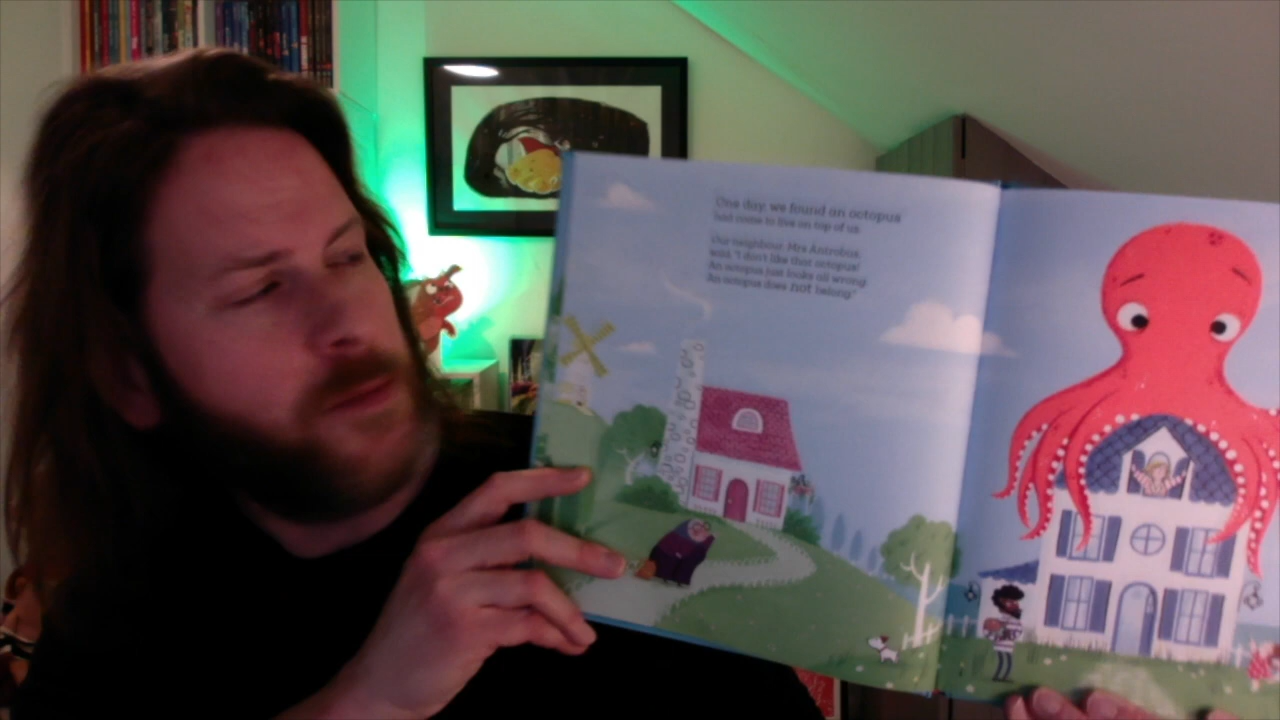 One day, we found an octopus
had come to live on top of us.
Our neighbour, Mrs Antrobus,
said, "I don't like that octopus!
An octopus just looks all wrong.
An octopus does not belong."